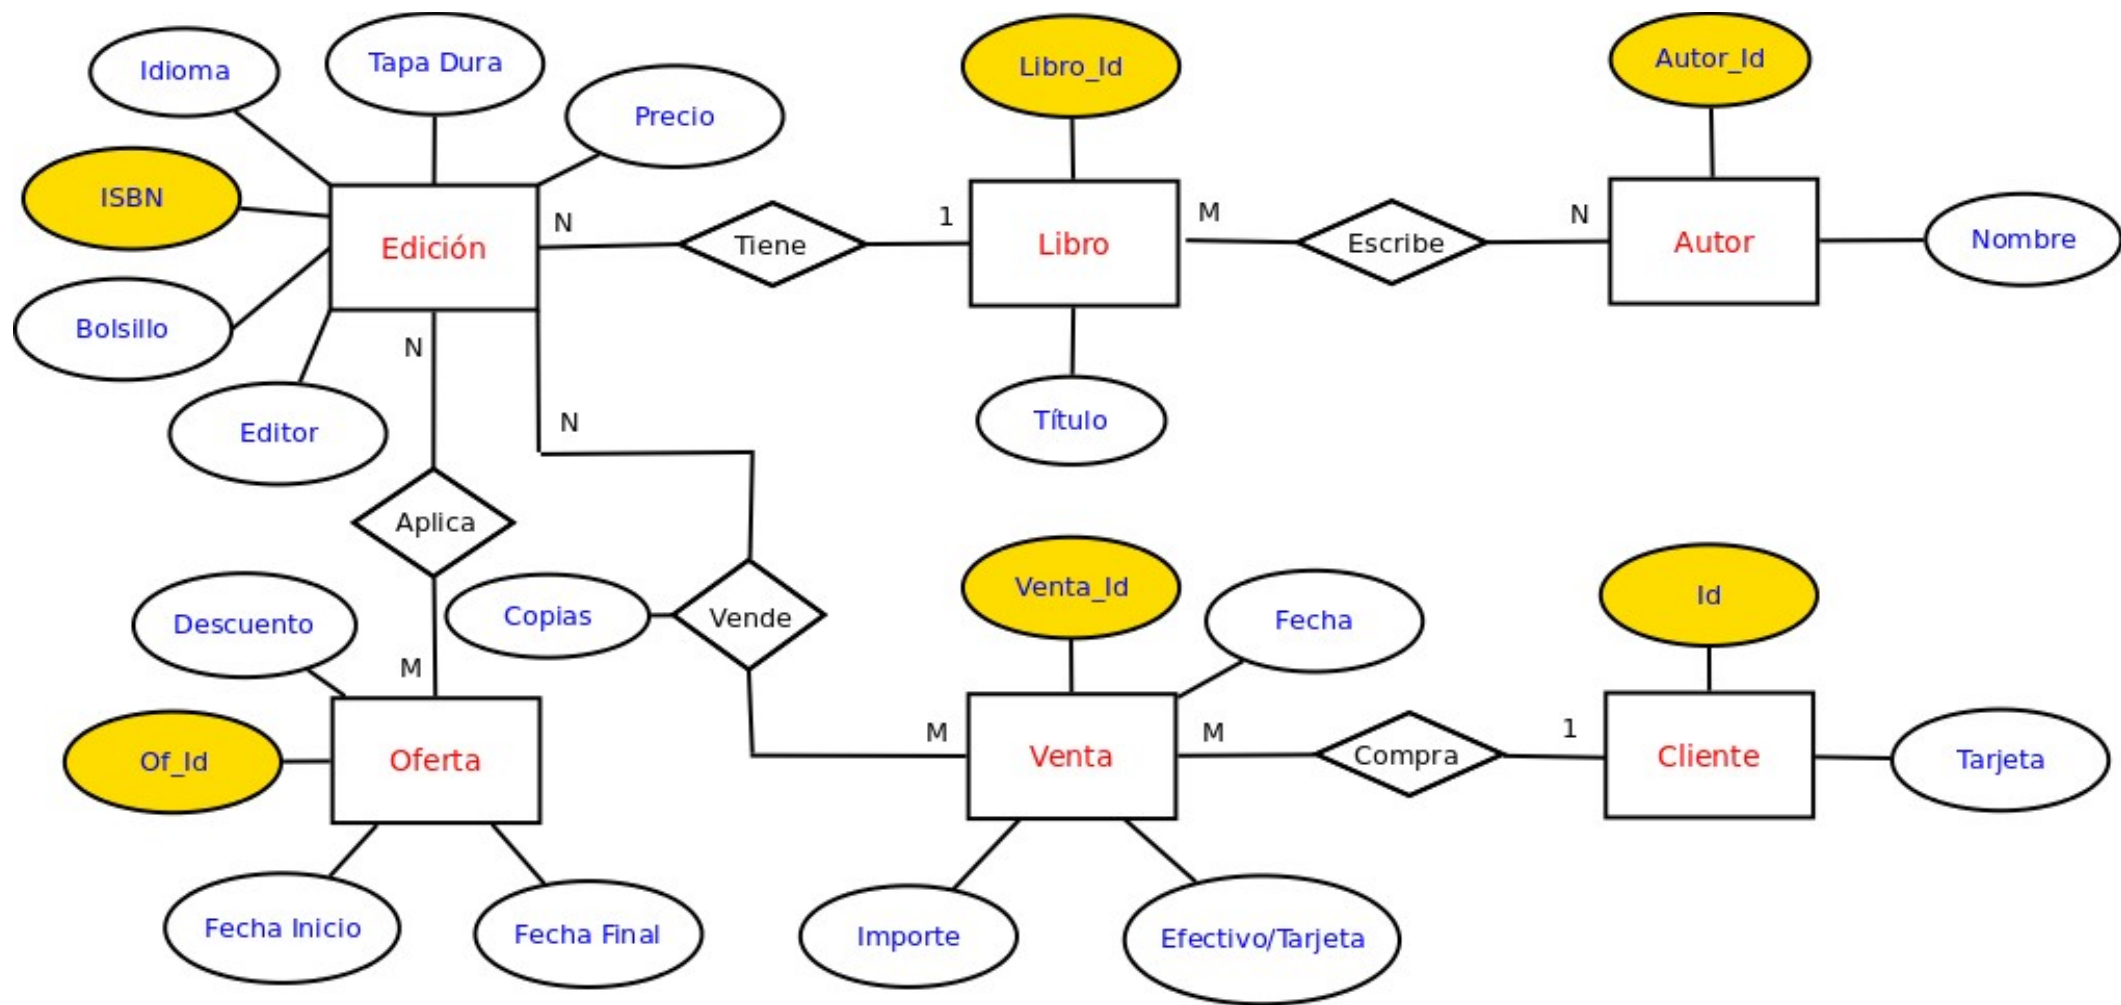 Idioma
Tapa Dura
Precio
ISBN
Bolsillo
Editor
Edición
N
Tiene
1
Libro_Id
Libro
Título
M
Escribe
N
Autor_Id
Autor
Nombre
N
Aplica
M
N
Vende
Copias
M
Descuento
Of_Id
Oferta
Fecha Inicio
Fecha Final
Venta_Id
Fecha
Venta
Importe
Efectivo/Tarjeta
M
Compra
1
Id
Cliente
Tarjeta